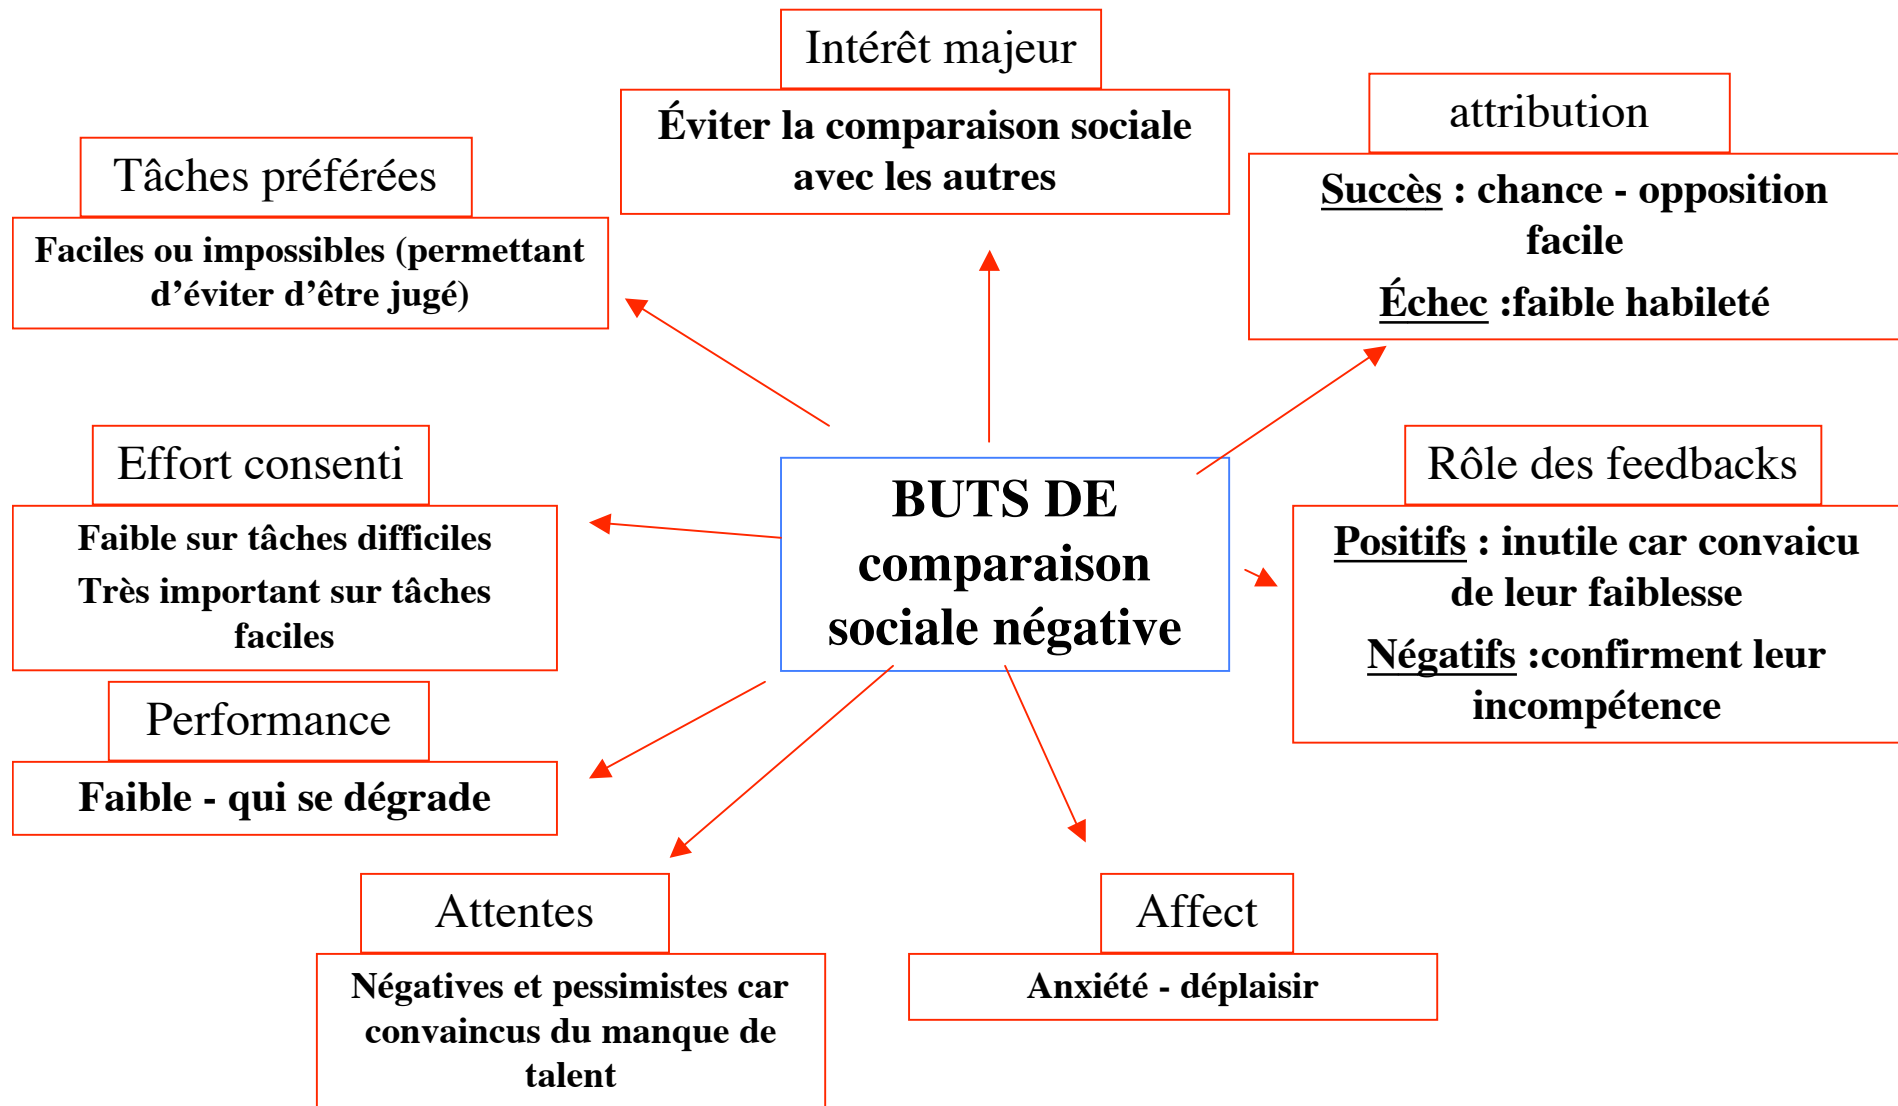 Intérêt majeur
Éviter la comparaison sociale
avec les autres
attribution
Succès : chance - opposition
facile
Échec :faible habileté
Tâches préférées
Faciles ou impossibles (permettant
d’éviter d’être jugé)
Effort consenti
Faible sur tâches difficiles
Très important sur tâches
faciles
BUTS DE
comparaison
sociale négative
Rôle des feedbacks
Positifs : inutile car convaicu
de leur faiblesse
Négatifs :confirment leur
incompétence
Performance
Faible - qui se dégrade
Attentes
Négatives et pessimistes car
convaincus du manque de
talent
Affect
Anxiété - déplaisir